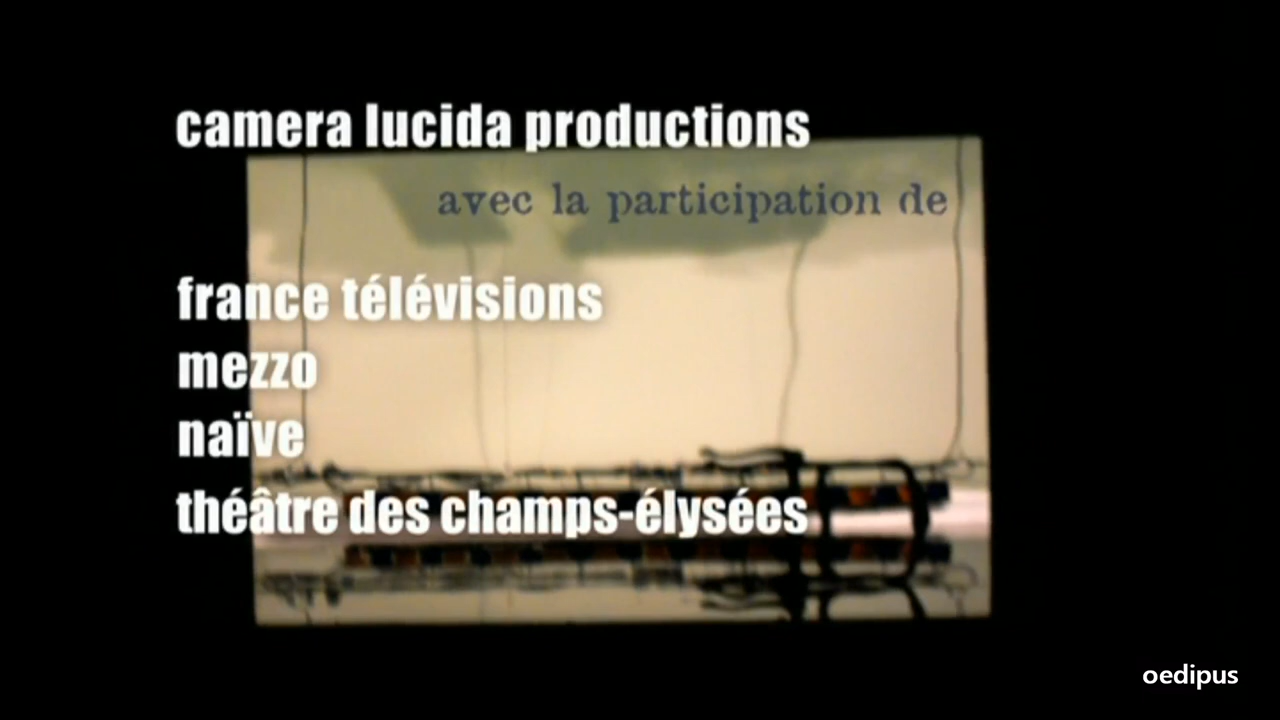 camera lucida productions
avec la participation de
france télévisions
mezzo
naïve
théâtre des champs-élysées
oedipus